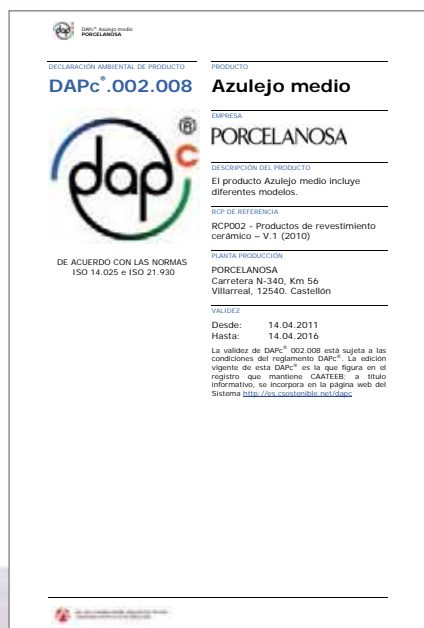 DAPc® Azulejo medio
PORCELANOSA
DECLARACIÓN AMBIENTAL DE PRODUCTO
DAPc®.002.008
dap c ®
DE ACUERDO CON LAS NORMAS
ISO 14.025 e ISO 21.930
PRODUCTO
Azulejo medio
EMPRESA
PORCELANOSA
DESCRIPCIÓN DEL PRODUCTO
El producto Azulejo medio incluye
diferentes modelos.
RCP DE REFERENCIA
RCP002 - Productos de revestimiento
cerámico – V.1 (2010)
PLANTA PRODUCCIÓN
PORCELANOSA
Carretera N-340, Km 56
Villarreal, 12540. Castellón
VALIDEZ
Desde: 14.04.2011
Hasta: 14.04.2016
La validez de DAPc® 002.008 está sujeta a las
condiciones del reglamento DAPc®. La edición
vigente de esta DAPc® es la que figura en el
registro que mantiene CAATEEB; a título
informativo, se incorpora en la página web del
Sistema http://es.csostenible.net/dapc